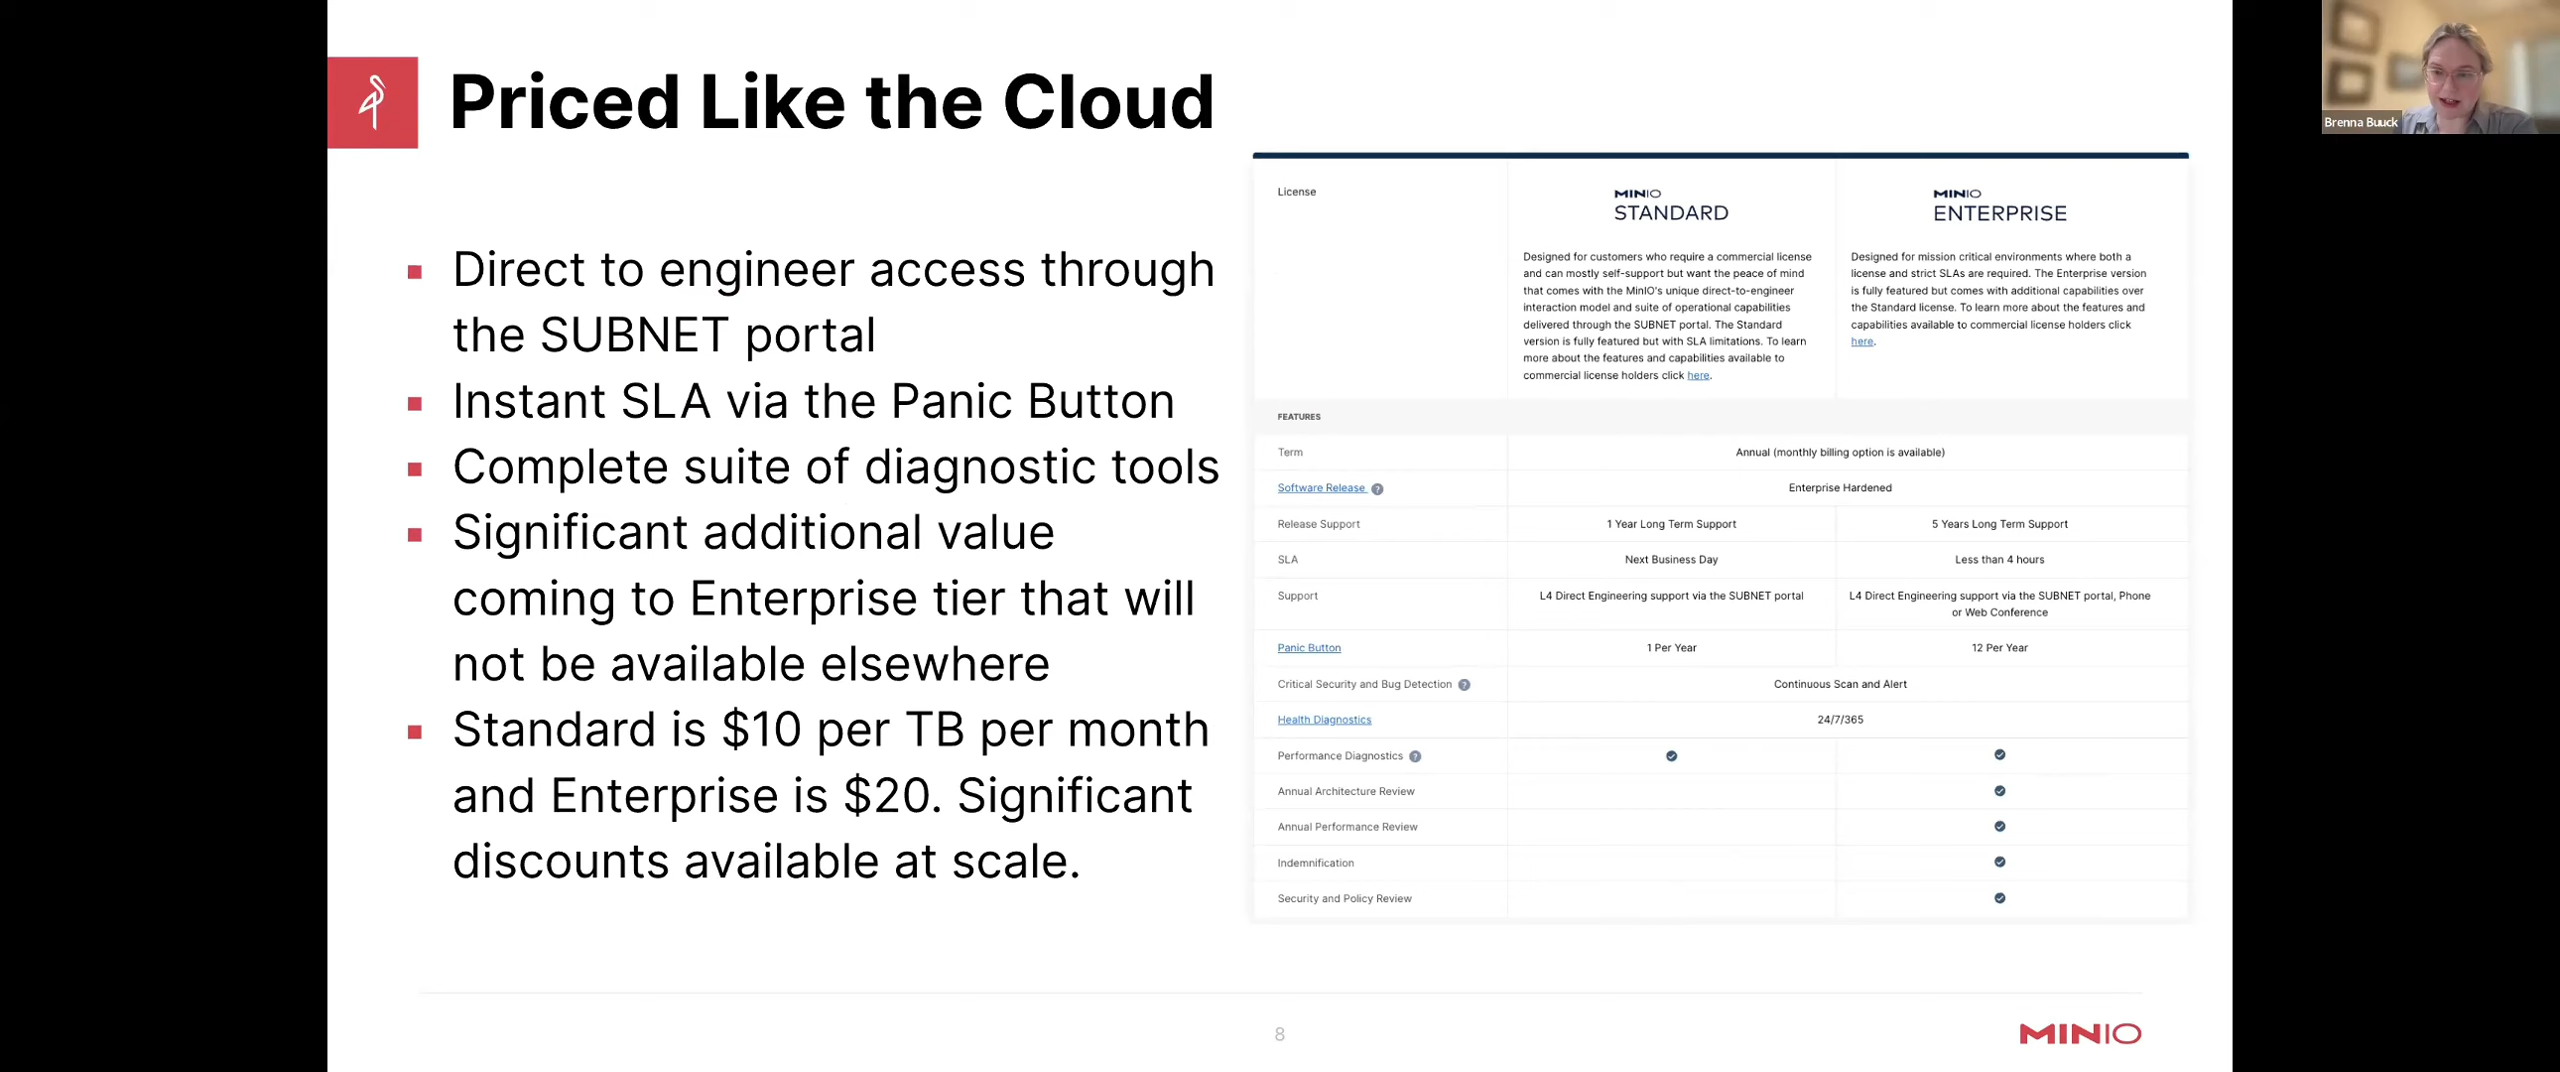 Priced Like the Cloud
Brenna Buuck
Direct to engineer access through
the SUBNET portal
Instant SLA via the Panic Button
Complete suite of diagnostic tools
Significant additional value
coming to Enterprise tier that will
not be available elsewhere
Standard is $10 per TB per month
and Enterprise is $20. Significant
discounts available at scale.
License
MINIO
STANDARD
Designed for customers who require a commercial license
and can mostly self-support but want the peace of mind
that comes with the MinIO's unique direct-to-engineer
interaction model and suite of operational capabilities
delivered through the SUBNET portal. The Standard
version is fully featured but with SLA limitations. To learn
more about the features and capabilities available to
commercial license holders click here.
MINIO
ENTERPRISE
Designed for mission critical environments where both a
license and strict SLAs are required. The Enterprise version
is fully featured but comes with additional capabilities over
the Standard license. To learn more about the features and
capabilities available to commercial license holders click
here.
FEATURES
Term Annual (monthly billing option is available)
Software Release ? Enterprise Hardened
Release Support 1 Year Long Term Support 5 Years Long Term Support
SLA Next Business Day Less than 4 hours
Support L4 Direct Engineering support via the SUBNET portal L4 Direct Engineering support via the SUBNET portal, Phone
or Web Conference
Panic Button 1 Per Year 12 Per Year
Critical Security and Bug Detection ? Continuous Scan and Alert
Health Diagnostics 24/7/365
Performance Diagnostics ?
Annual Architecture Review
Annual Performance Review
Indemnification
Security and Policy Review
8
MINIO